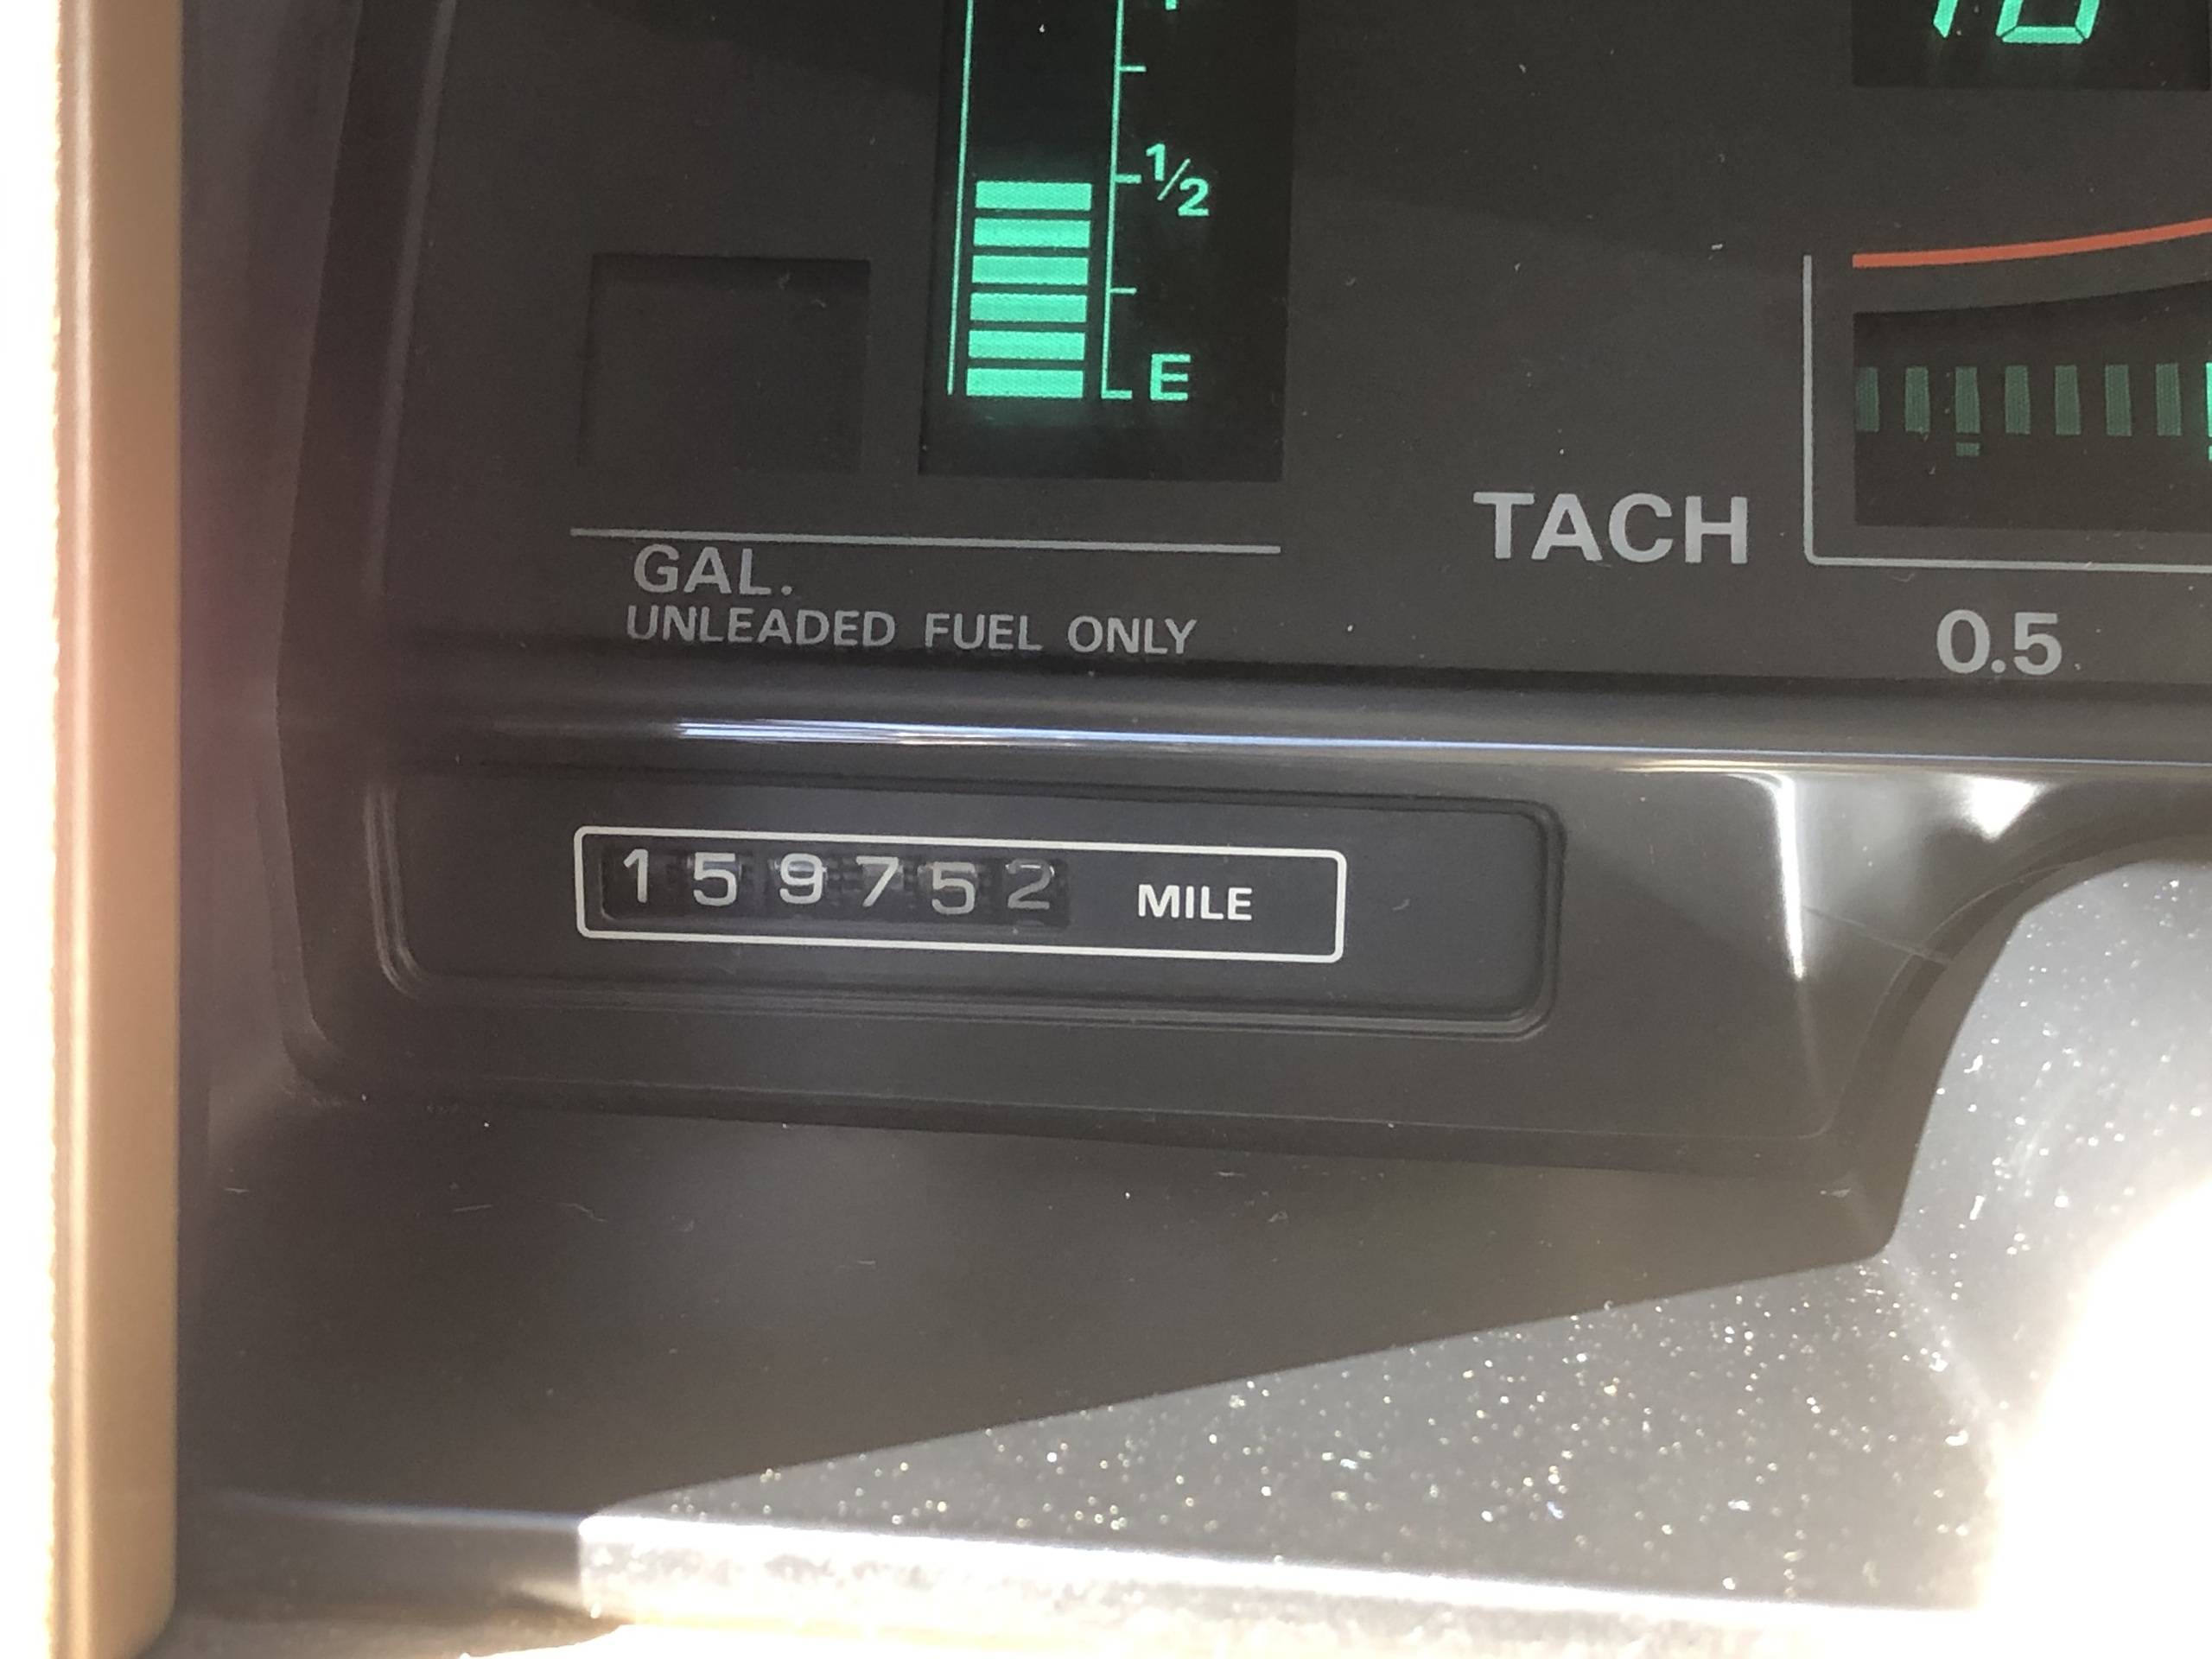 1/2
E
TACH
GAL.
UNLEADED FUEL ONLY
0.5
159752 MILE